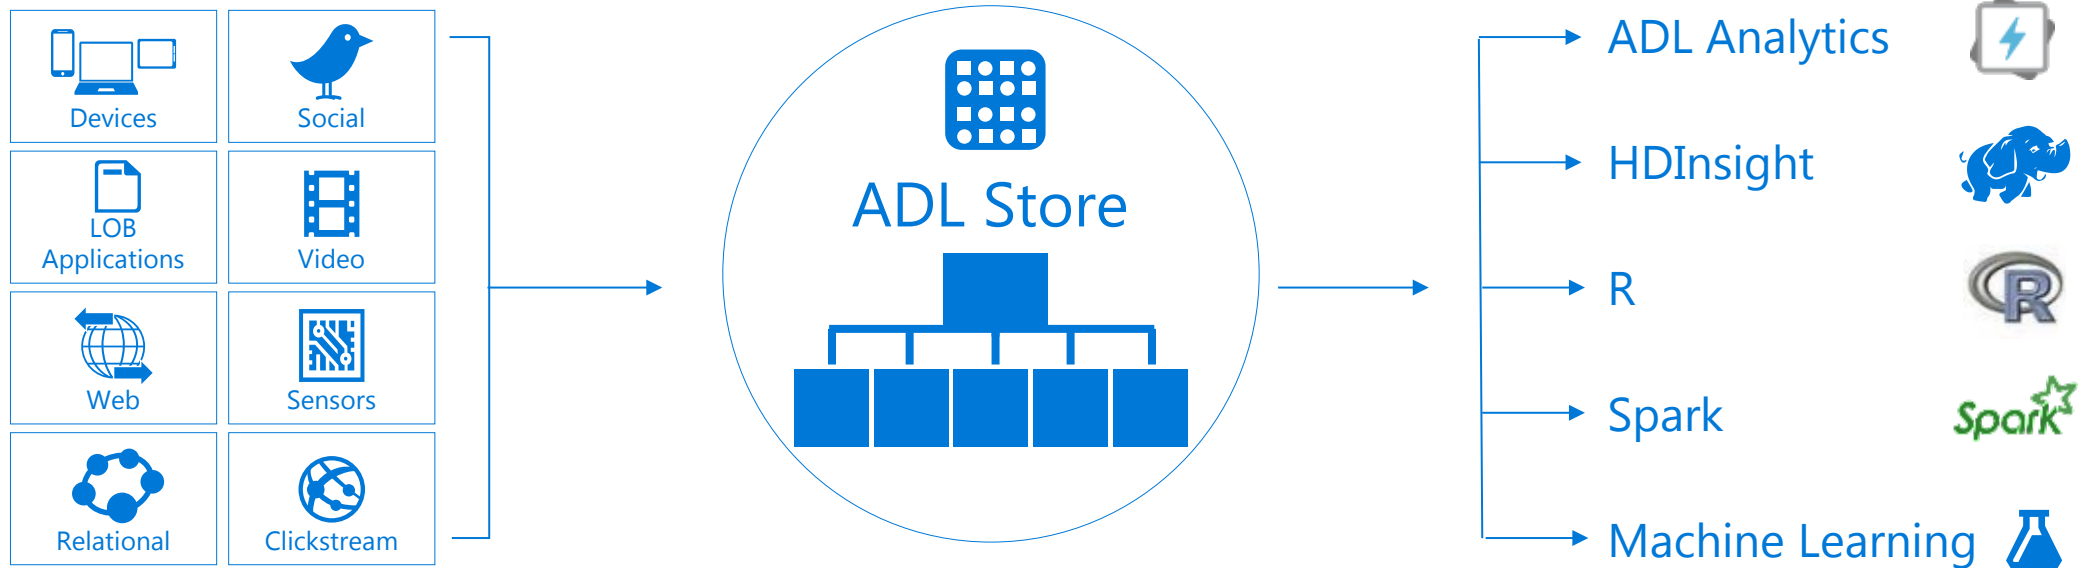 Devices
Social
LOB
Applications
Video
Web
Sensors
Relational
Clickstream
ADL Store
ADL Analytics
HDInsight
R
R
Spark
Spark
Machine Learning